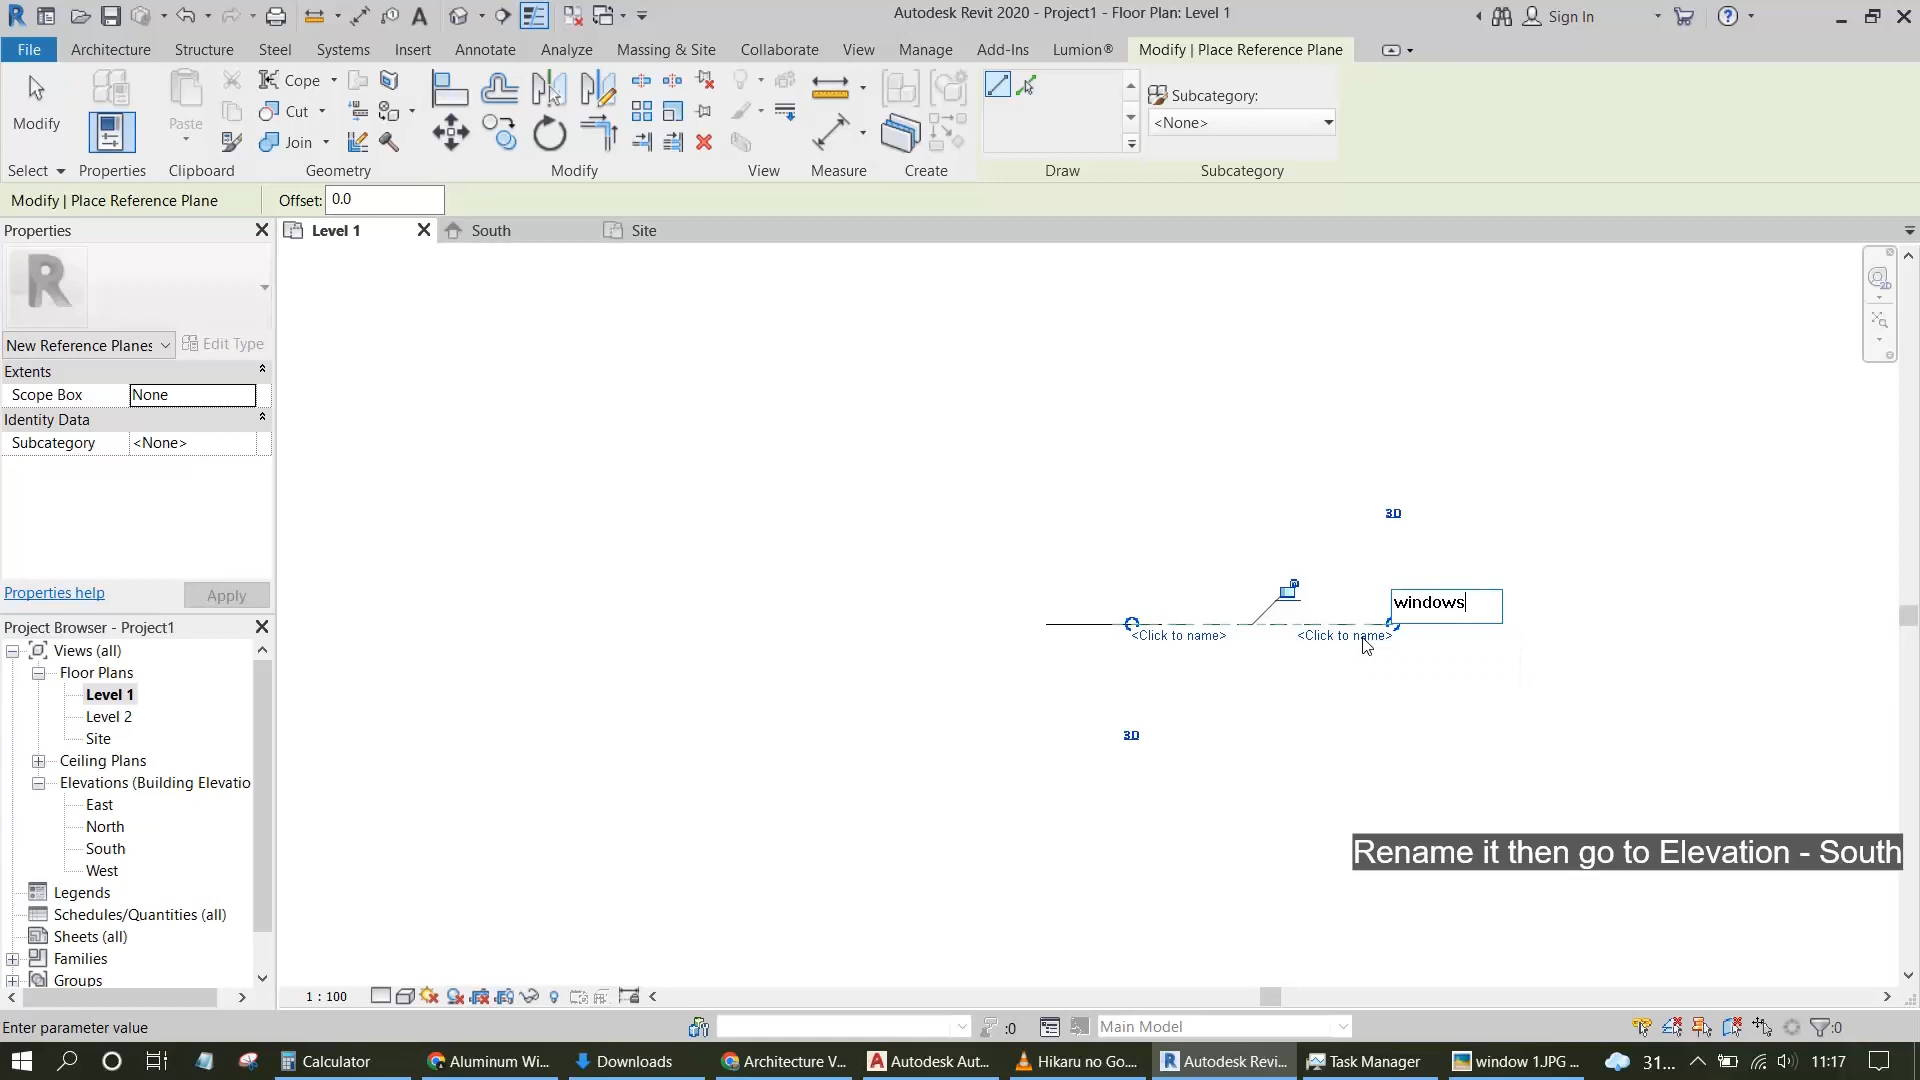 Autodesk Revit 2020 - Project1 - Floor Plan: Level 1
Sign In
File
Architecture
Structure
Steel
Systems
Insert
Annotate
Analyze
Massing & Site
Collaborate
View
Manage
Add-Ins
Lumion®
Modify | Place Reference Plane
Modify
Paste
Cope
Cut
Join
Subcategory:
<None>
Select
Properties
Clipboard
Geometry
Modify
View
Measure
Create
Draw
Subcategory
Modify | Place Reference Plane
Offset: 0.0
Properties
Level 1
South
Site
R
2D
New Reference Planes
Edit Type
Extents
Scope Box
None
Identity Data
Subcategory
<None>
3D
windows
<Click to name>
<Click to name>
3D
Properties help
Apply
Project Browser - Project1
Views (all)
Floor Plans
Level 1
Level 2
Site
Ceiling Plans
Elevations (Building Elevatio
East
North
South
West
Legends
Schedules/Quantities (all)
Sheets (all)
Families
Groups
Rename it then go to Elevation - South
1 : 100
Enter parameter value
:0
Main Model
:0
Calculator
Aluminum Wi...
Downloads
Architecture V...
Autodesk Aut...
Hikaru no Go....
Autodesk Revi...
Task Manager
window 1.JPG ...
31...
11:17